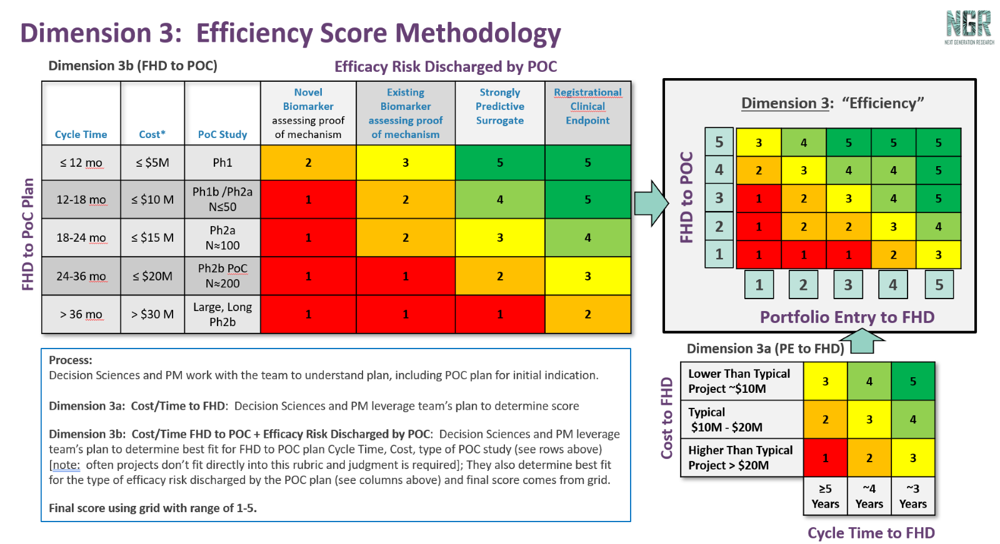 Dimension 3:  Efficiency Score Methodology
NGR
NEXT GENERATION RESEARCH
Dimension 3b (FHD to POC)
Efficacy Risk Discharged by POC
FHD to PoC Plan
Cycle Time
Cost*
PoC Study
Novel
Biomarker
assessing proof
of mechanism
Existing
Biomarker
assessing proof
of mechanism
Strongly
Predictive
Surrogate
Registrational
Clinical
Endpoint
≤ 12 mo
≤ $5M
Ph1
2
3
5
5
12-18 mo
≤ $10 M
Ph1b /Ph2a
N≤50
1
2
4
5
18-24 mo
≤ $15 M
Ph2a
N≈100
1
2
3
4
24-36 mo
≤ $20M
Ph2b PoC
N≈200
1
1
2
3
> 36 mo
> $30 M
Large, Long
Ph2b
1
1
1
2
Process:
Decision Sciences and PM work with the team to understand plan, including POC plan for initial indication.
Dimension 3a:  Cost/Time to FHD:  Decision Sciences and PM leverage team's plan to determine score
Dimension 3b:  Cost/Time FHD to POC + Efficacy Risk Discharged by POC:  Decision Sciences and PM leverage
team's plan to determine best fit for FHD to POC plan Cycle Time, Cost, type of POC study (see rows above)
[note:  often projects don't fit directly into this rubric and judgment is required]; They also determine best fit
for the type of efficacy risk discharged by the POC plan (see columns above) and final score comes from grid.
Final score using grid with range of 1-5.
Dimension 3:  “Efficiency”
FHD to POC
5
3
4
5
5
5
4
2
3
4
4
5
3
1
2
3
4
5
2
1
2
2
3
4
1
1
1
1
2
3
1
2
3
4
5
Portfolio Entry to FHD
Dimension 3a (PE to FHD)
Cost to FHD
Lower Than Typical
Project ~$10M
3
4
5
Typical
$10M - $20M
2
3
4
Higher Than Typical
Project > $20M
1
2
3
≥5
Years
~4
Years
~3
Years
Cycle Time to FHD